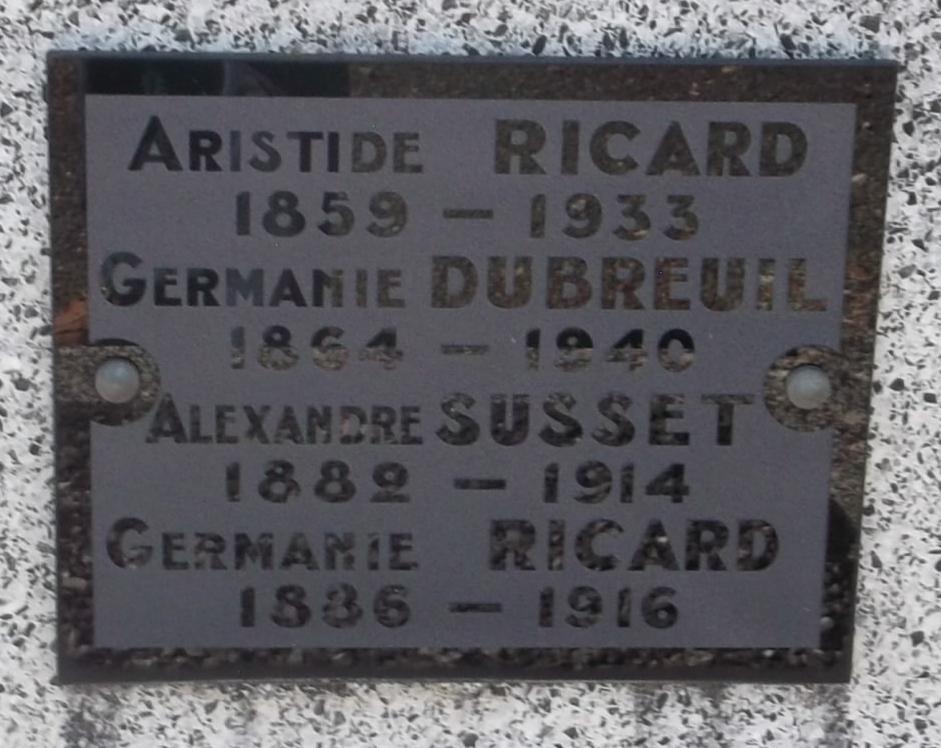 ARISTIDE RICARD
1859 - 1933
GERMANIE DUBREUIL
1864 - 1940
ALEXANDRE SUSSET
1882 - 1914
GERMANIE RICARD
1886 - 1916